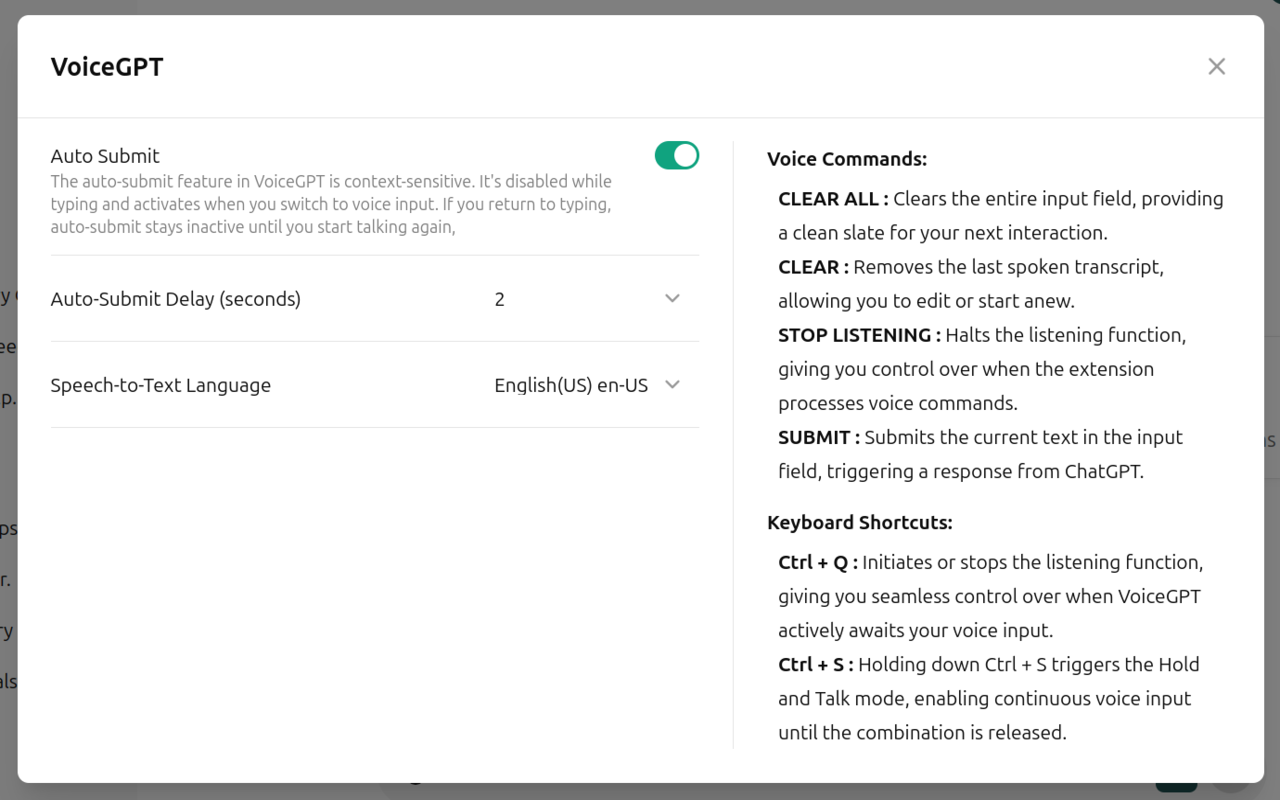 VoiceGPT
Auto Submit
The auto-submit feature in VoiceGPT is context-sensitive. It's disabled while
typing and activates when you switch to voice input. If you return to typing,
auto-submit stays inactive until you start talking again,
Auto-Submit Delay (seconds)
2
Speech-to-Text Language
English(US) en-US
Voice Commands:
CLEAR ALL : Clears the entire input field, providing
a clean slate for your next interaction.
CLEAR : Removes the last spoken transcript,
allowing you to edit or start anew.
STOP LISTENING : Halts the listening function,
giving you control over when the extension
processes voice commands.
SUBMIT : Submits the current text in the input
field, triggering a response from ChatGPT.
Keyboard Shortcuts:
Ctrl + Q : Initiates or stops the listening function,
giving you seamless control over when VoiceGPT
actively awaits your voice input.
Ctrl + S : Holding down Ctrl + S triggers the Hold
and Talk mode, enabling continuous voice input
until the combination is released.